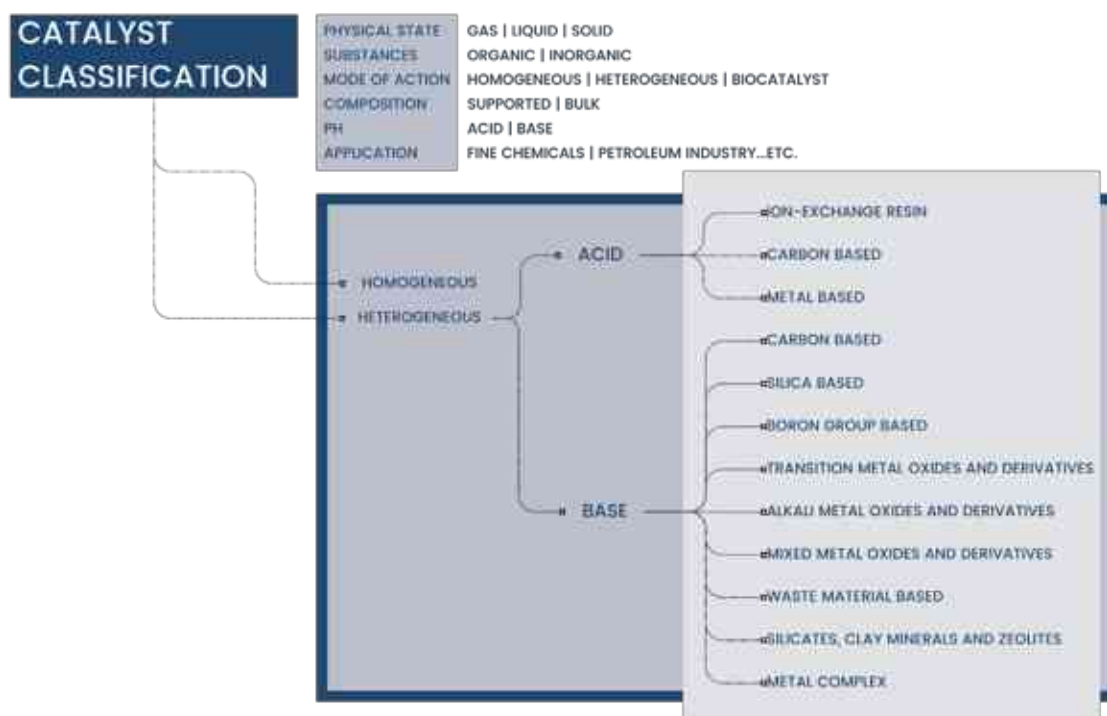 CATALYST
CLASSIFICATION
PHYSICAL STATE GAS | LIQUID | SOLID
SUBSTANCES ORGANIC | INORGANIC
MODE OF ACTION HOMOGENEOUS | HETEROGENEOUS | BIOCATALYST
COMPOSITION SUPPORTED | BULK
PH ACID | BASE
APPLICATION FINE CHEMICALS | PETROLEUM INDUSTRY...ETC.
HOMOGENEOUS
HETEROGENEOUS
ACID
ION-EXCHANGE RESIN
CARBON BASED
METAL BASED
BASE
CARBON BASED
SILICA BASED
BORON GROUP BASED
TRANSITION METAL OXIDES AND DERIVATIVES
ALKALI METAL OXIDES AND DERIVATIVES
MIXED METAL OXIDES AND DERIVATIVES
WASTE MATERIAL BASED
SILICATES, CLAY MINERALS AND ZEOLITES
METAL COMPLEX